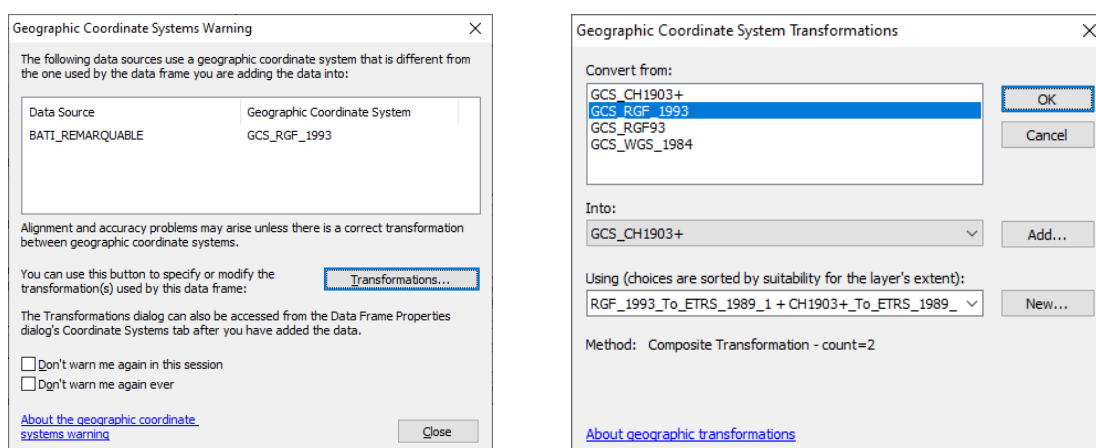 Geographic Coordinate Systems Warning
The following data sources use a geographic coordinate system that is different from
the one used by the data frame you are adding the data into:
Data Source Geographic Coordinate System
BATI_REMARQUABLE GCS_RGF_1993
Alignment and accuracy problems may arise unless there is a correct transformation
between geographic coordinate systems.
You can use this button to specify or modify the
transformation(s) used by this data frame:
Transformations...
The Transformations dialog can also be accessed from the Data Frame Properties
dialog's Coordinate Systems tab after you have added the data.
Don't warn me again in this session
Don't warn me again ever
About the geographic coordinate
systems warning
Close
Geographic Coordinate System Transformations
Convert from:
GCS_CH1903+
GCS_RGF_1993
GCS_RGF93
GCS_WGS_1984
OK
Cancel
Into:
GCS_CH1903+
Add...
Using (choices are sorted by suitability for the layer's extent):
RGF_1993_To_ETRS_1989_1 + CH1903+_To_ETRS_1989_
New...
Method: Composite Transformation - count=2
About geographic transformations